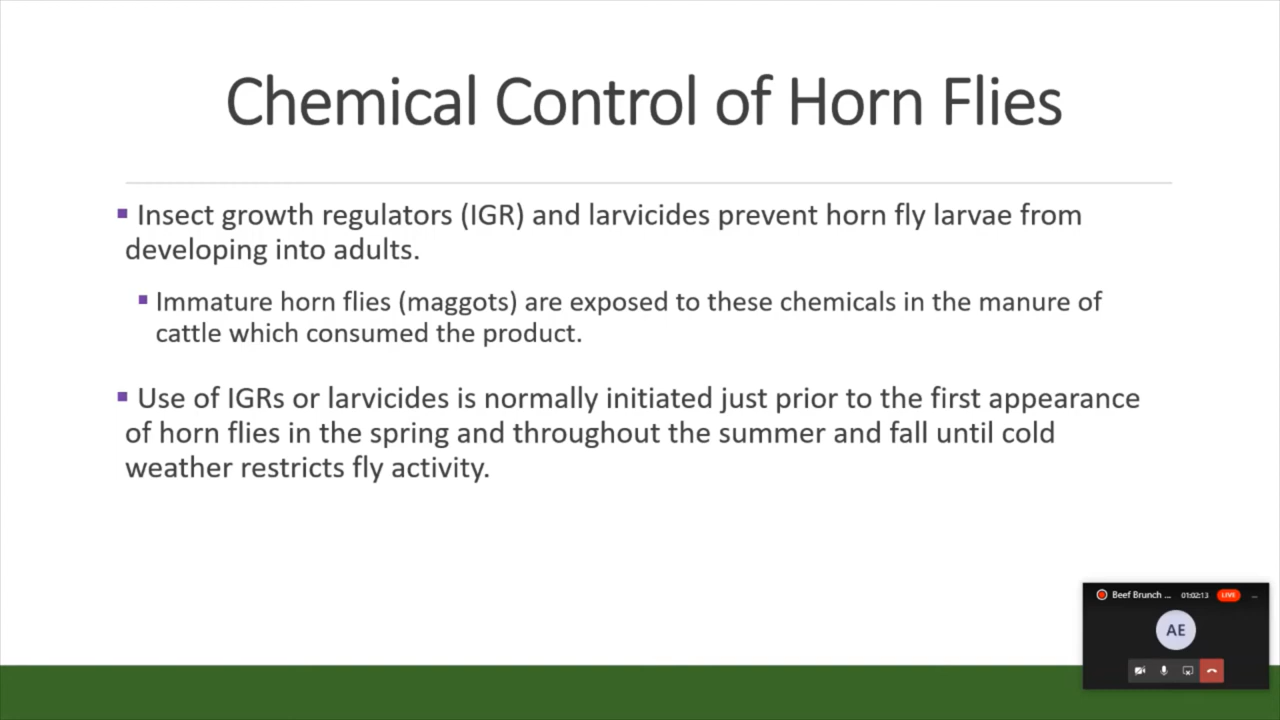 Chemical Control of Horn Flies
Insect growth regulators (IGR) and larvicides prevent horn fly larvae from
developing into adults.
Immature horn flies (maggots) are exposed to these chemicals in the manure of
cattle which consumed the product.
Use of IGRs or larvicides is normally initiated just prior to the first appearance
of horn flies in the spring and throughout the summer and fall until cold
weather restricts fly activity.
Beef Brunch ... 01:02:13 LIVE ...
AE